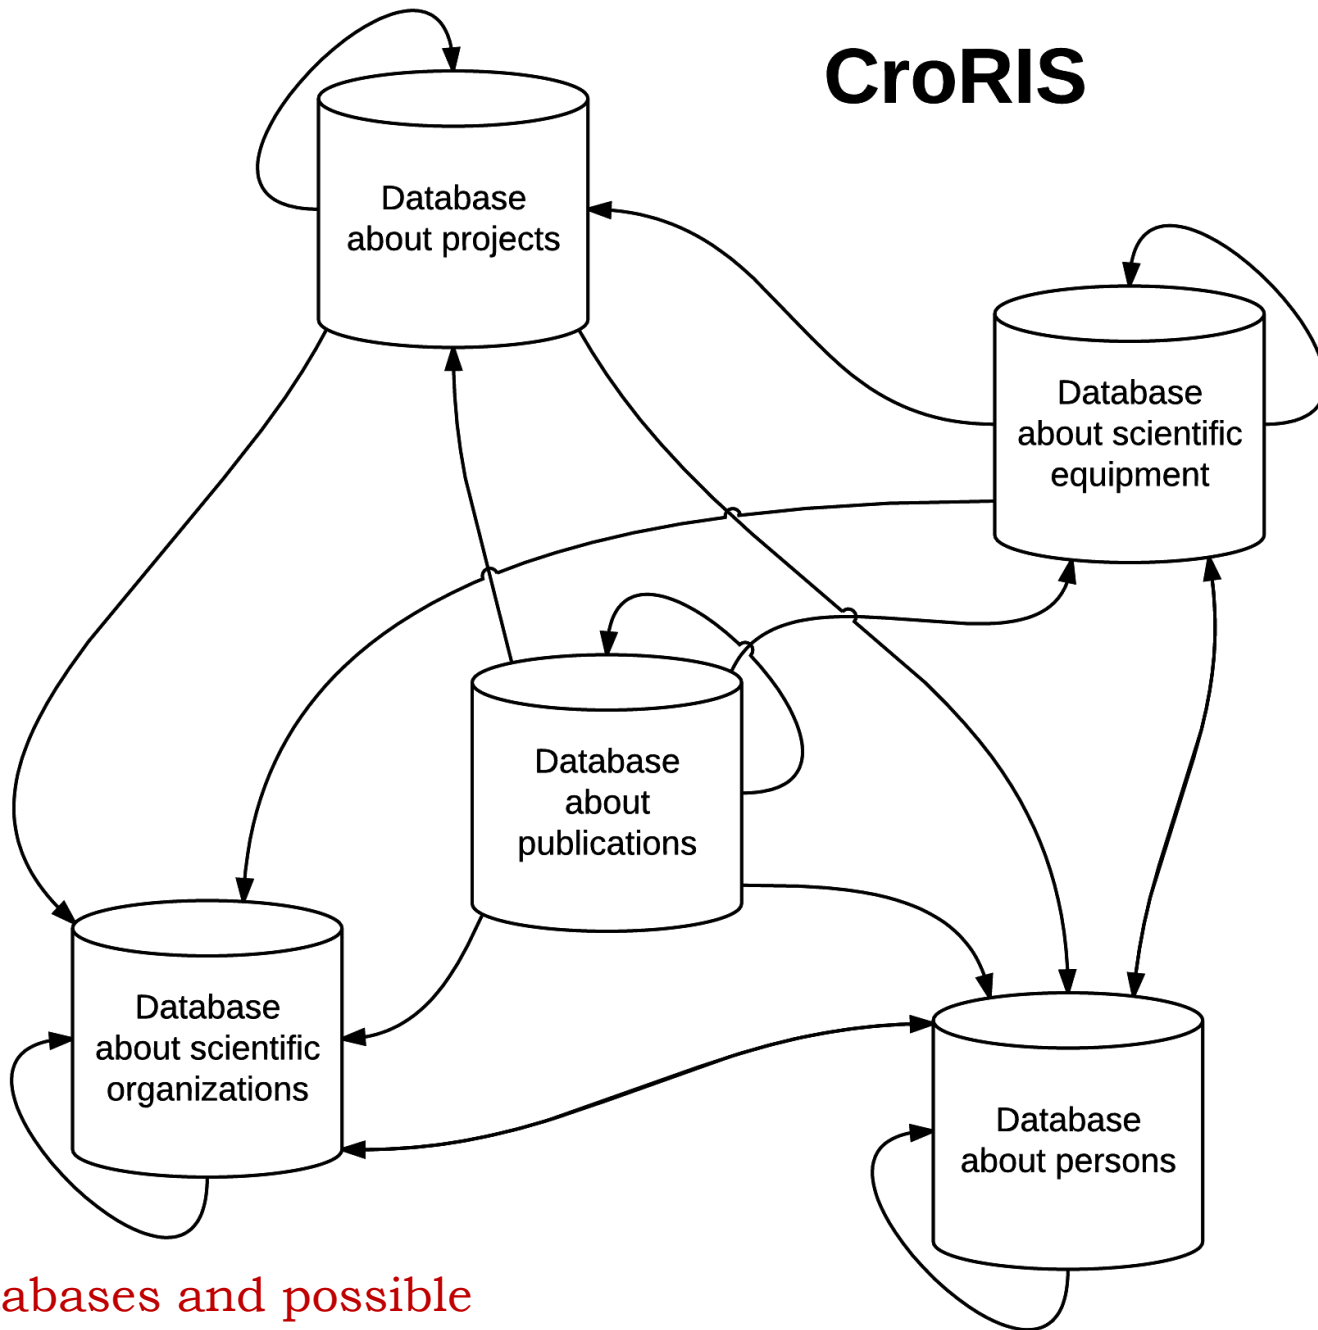 CroRIS
Database
about projects
Database
about scientific
equipment
Database
about
publications
Database
about scientific
organizations
Database
about persons
abases and possible